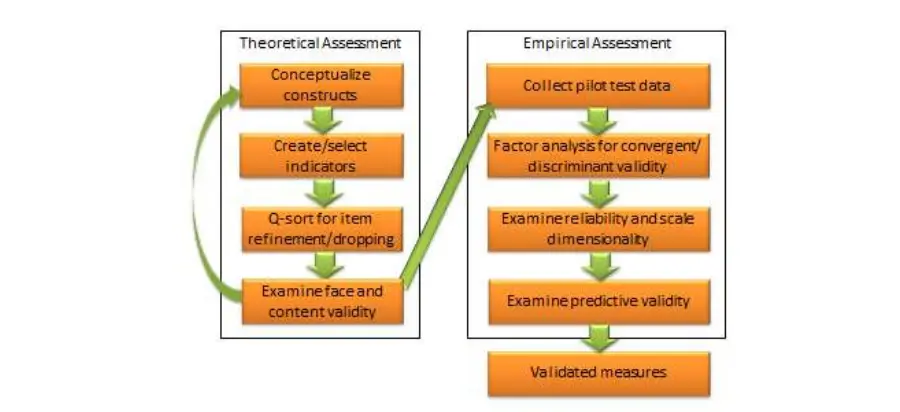 Theoretical Assessment
Conceptualize
constructs
Create/select
indicators
Q-sort for item
refinement/dropping
Examine face and
content validity
Empirical Assessment
Collect pilot test data
Factor analysis for convergent/
discriminant validity
Examine reliability and scale
dimensionality
Examine predictive validity
Validated measures